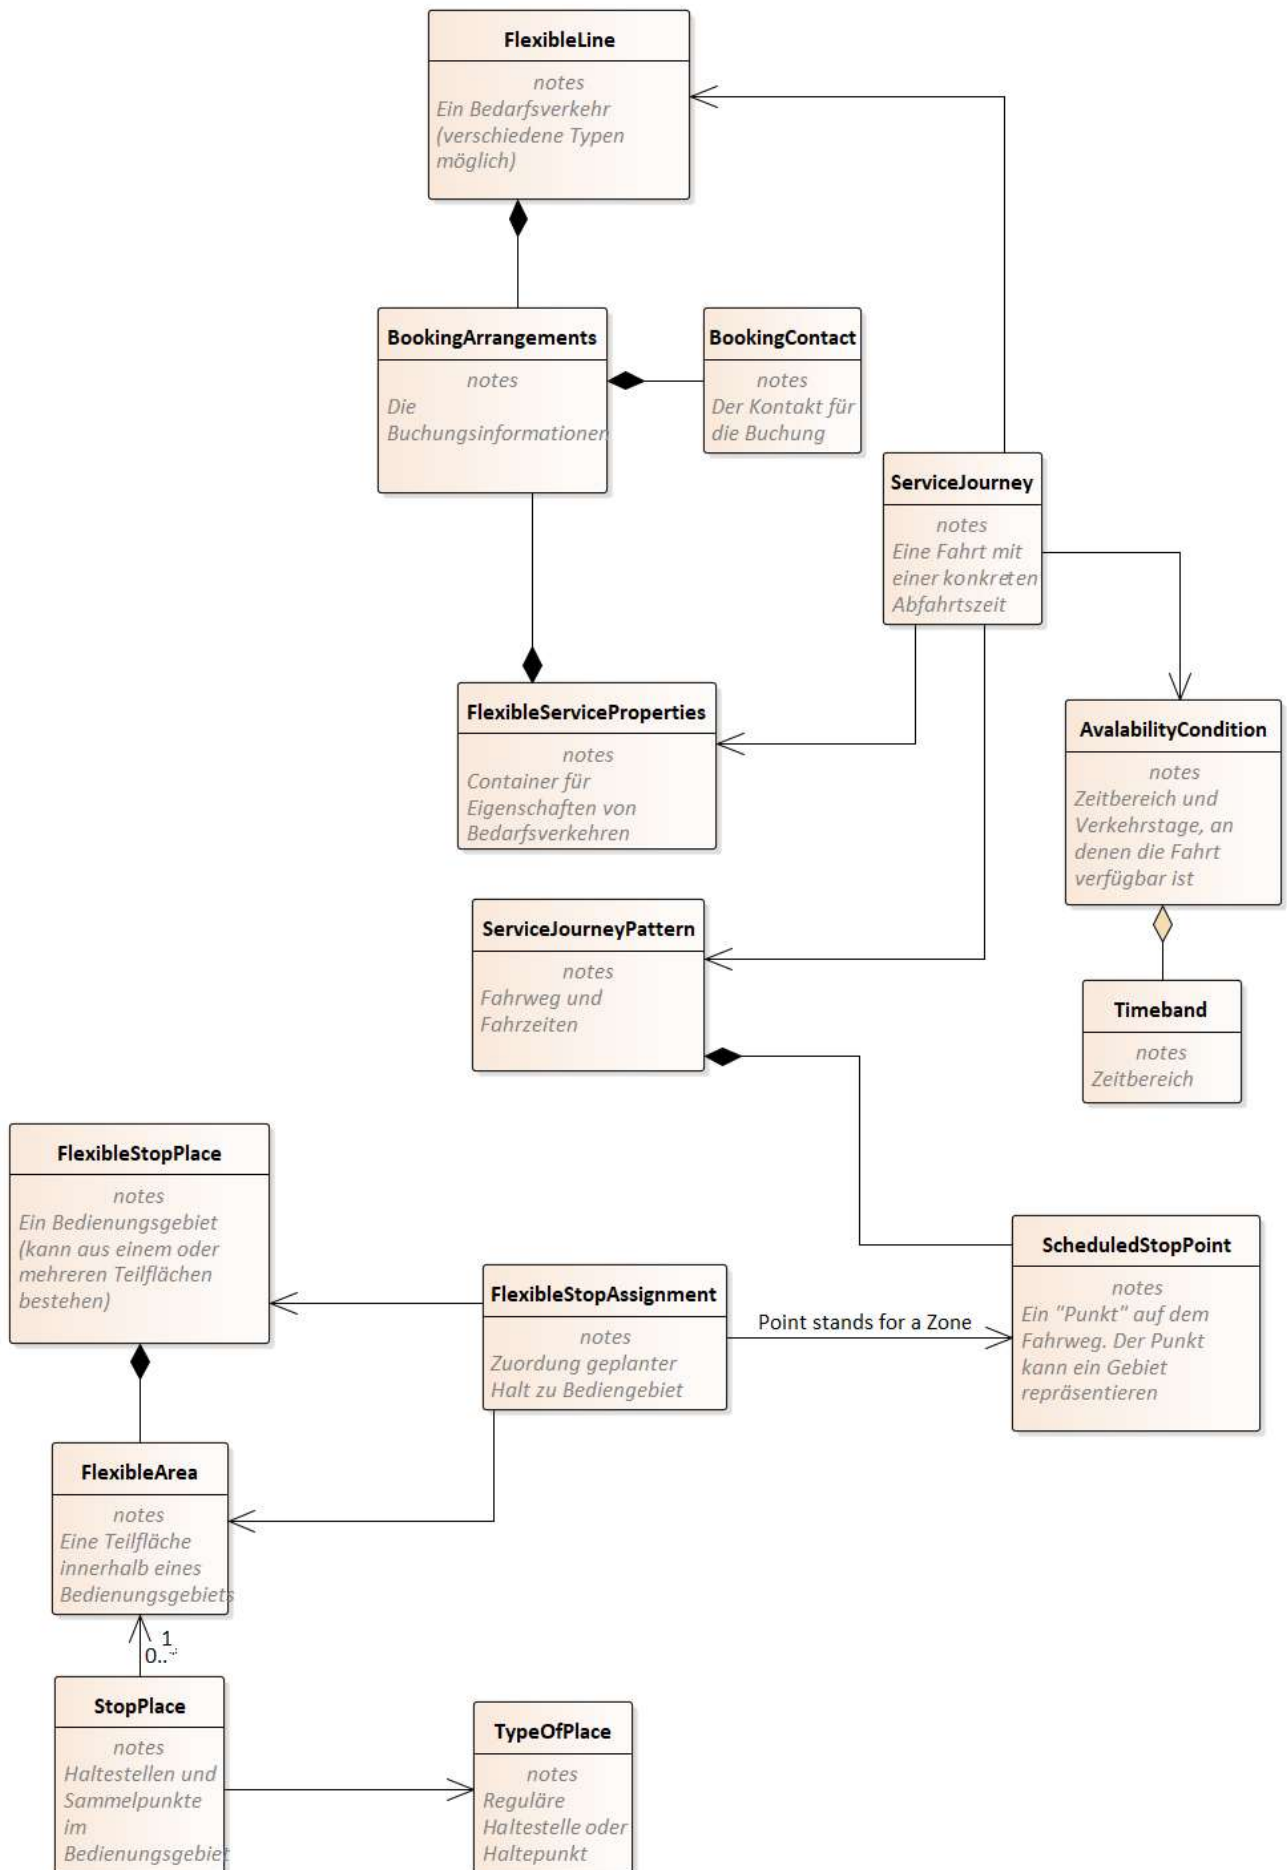 FlexibleLine
notes
Ein Bedarfsverkehr
(verschiedene Typen
möglich)
BookingArrangements
notes
Die
Buchungsinformationen
BookingContact
notes
Der Kontakt für
die Buchung
ServiceJourney
notes
Eine Fahrt mit
einer konkreten
Abfahrtszeit
FlexibleServiceProperties
notes
Container für
Eigenschaften von
Bedarfsverkehren
AvalabilityCondition
notes
Zeitbereich und
Verkehrstage, an
denen die Fahrt
verfügbar ist
ServiceJourneyPattern
notes
Fahrweg und
Fahrzeiten
Timeband
notes
Zeitbereich
FlexibleStopPlace
notes
Ein Bedienungsgebiet
(kann aus einem oder
mehreren Teilflächen
bestehen)
FlexibleStopAssignment
notes
Zuordung geplanter
Halt zu Bediengebiet
Point stands for a Zone
ScheduledStopPoint
notes
Ein "Punkt" auf dem
Fahrweg. Der Punkt
kann ein Gebiet
repräsentieren
FlexibleArea
notes
Eine Teilfläche
innerhalb eines
Bedienungsgebiets
1
0..
StopPlace
notes
Haltestellen und
Sammelpunkte
im
Bedienungsgebiet
TypeOfPlace
notes
Reguläre
Haltestelle oder
Haltepunkt